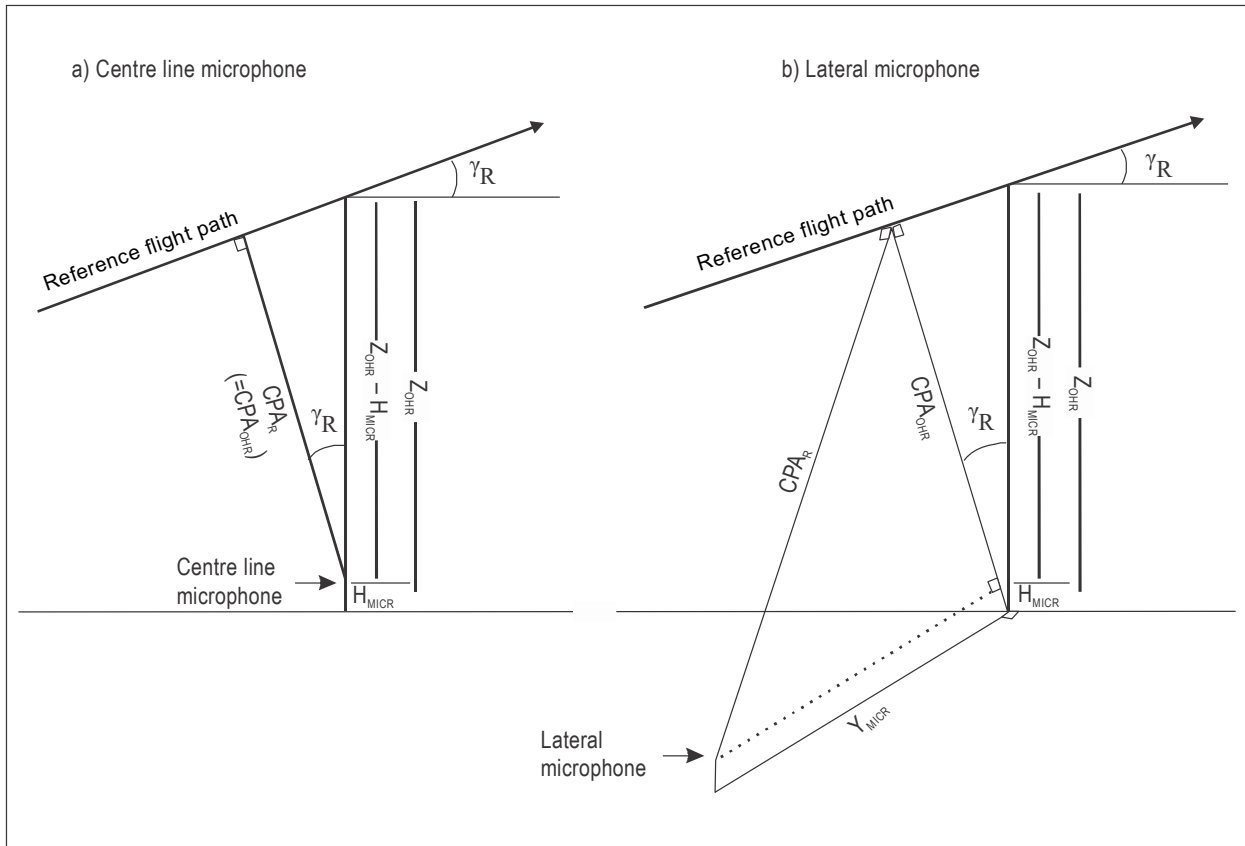 a) Centre line microphone
γR
Reference flight path
CPAR
(=CPAOHR)
γR
ZOHR – HMICR
ZOHR
Centre line
microphone
HMICR
b) Lateral microphone
γR
Reference flight path
CPAR
CPAOHR
γR
ZOHR – HMICR
ZOHR
HMICR
YMICR
Lateral
microphone